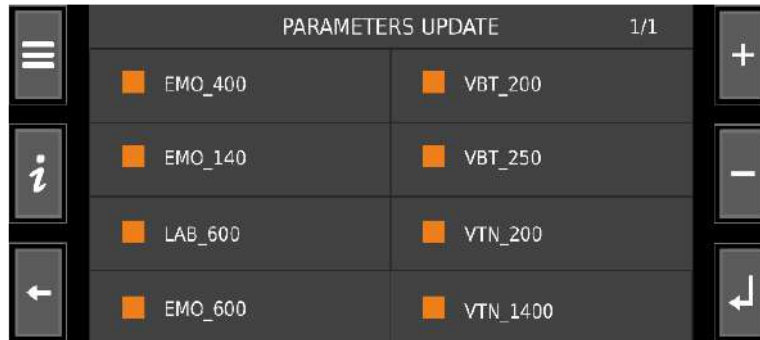 PARAMETERS UPDATE 1/1
EMO_400 VBT_200
EMO_140 VBT_250
LAB_600 VTN_200
EMO_600 VTN_1400